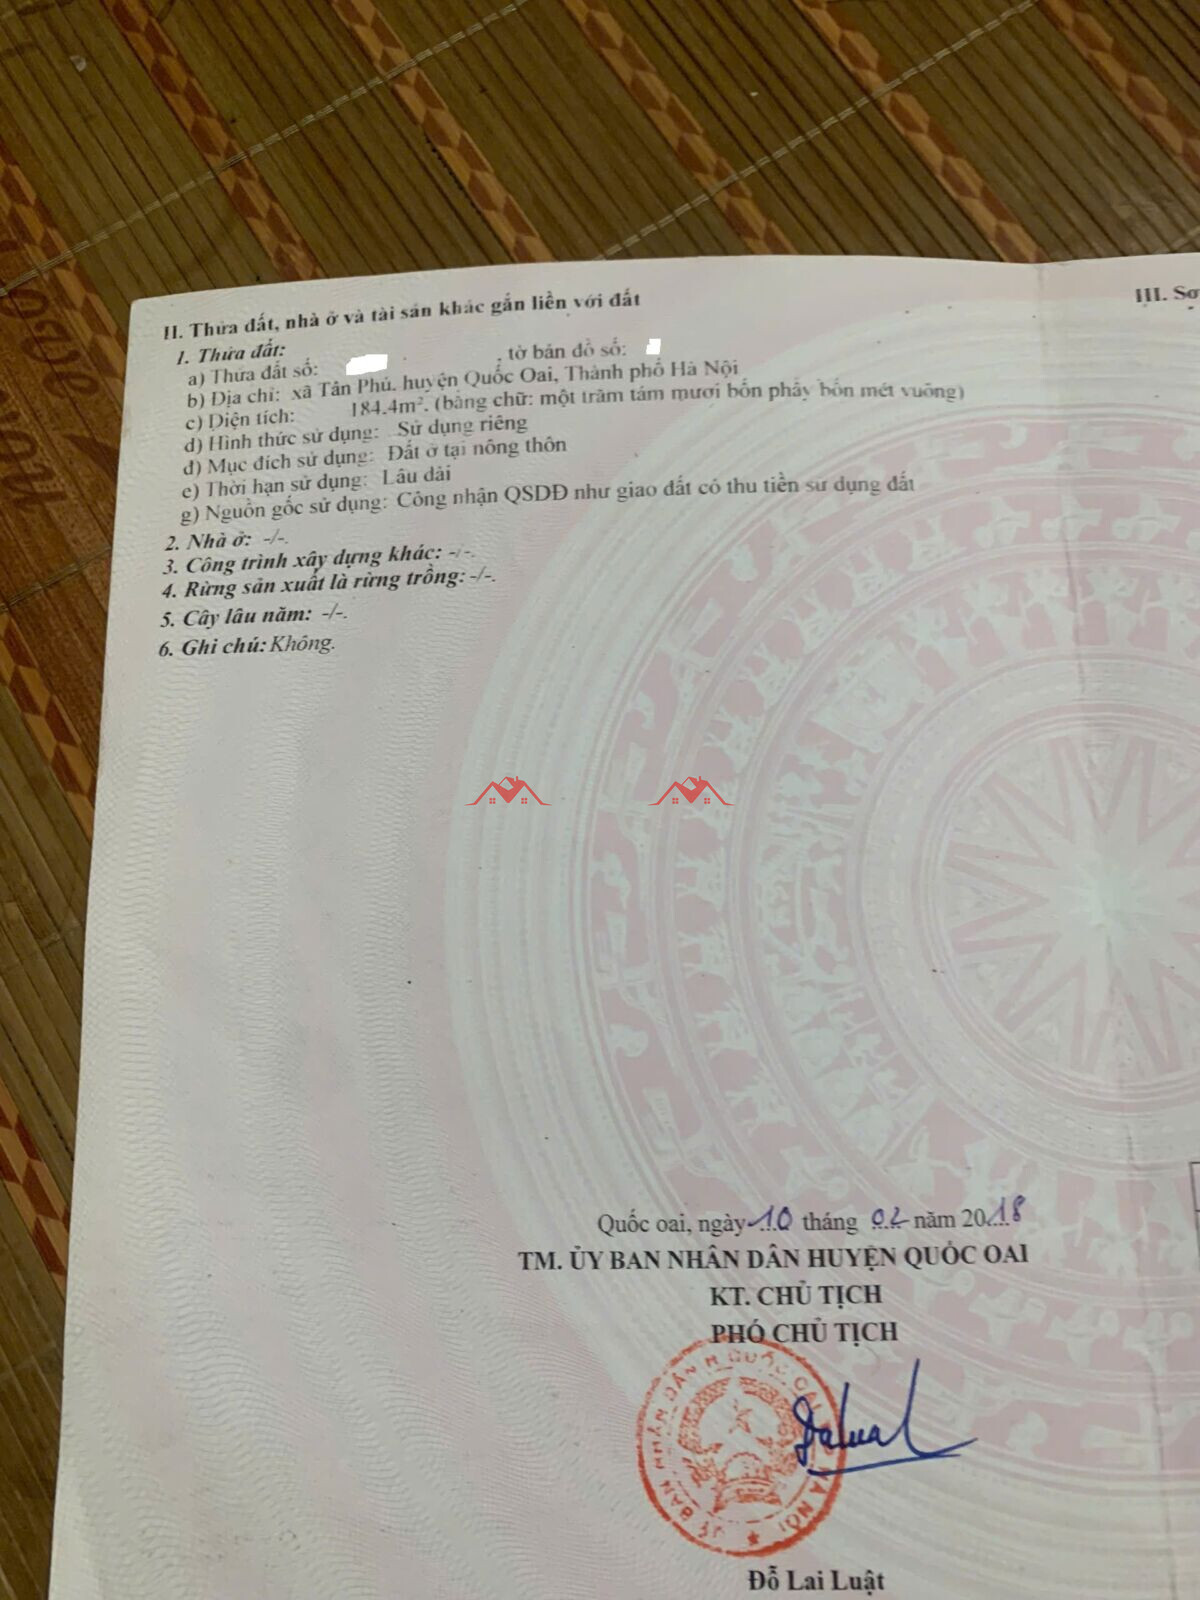 II. Thửa đất, nhà ở và tài sản khác gắn liền với đất
1. Thửa đất:
a) Thửa đất số: , tờ bản đồ số:
b) Địa chỉ: xã Tân Phú, huyện Quốc Oai, Thành phố Hà Nội
c) Diện tích: 184.4m². (bằng chữ: một trăm tám mươi bốn phẩy bốn mét vuông)
d) Hình thức sử dụng: Sử dụng riêng
đ) Mục đích sử dụng: Đất ở tại nông thôn
e) Thời hạn sử dụng: Lâu dài
g) Nguồn gốc sử dụng: Công nhận QSDĐ như giao đất có thu tiền sử dụng đất
2. Nhà ở: -/-.
3. Công trình xây dựng khác: -/-.
4. Rừng sản xuất là rừng trồng: -/-.
5. Cây lâu năm: -/-.
6. Ghi chú: Không.
III. Sơ
Quốc oai, ngày 10 tháng 02 năm 2018
TM. ỦY BAN NHÂN DÂN HUYỆN QUỐC OAI
KT. CHỦ TỊCH
PHÓ CHỦ TỊCH
Đỗ Lai Luật